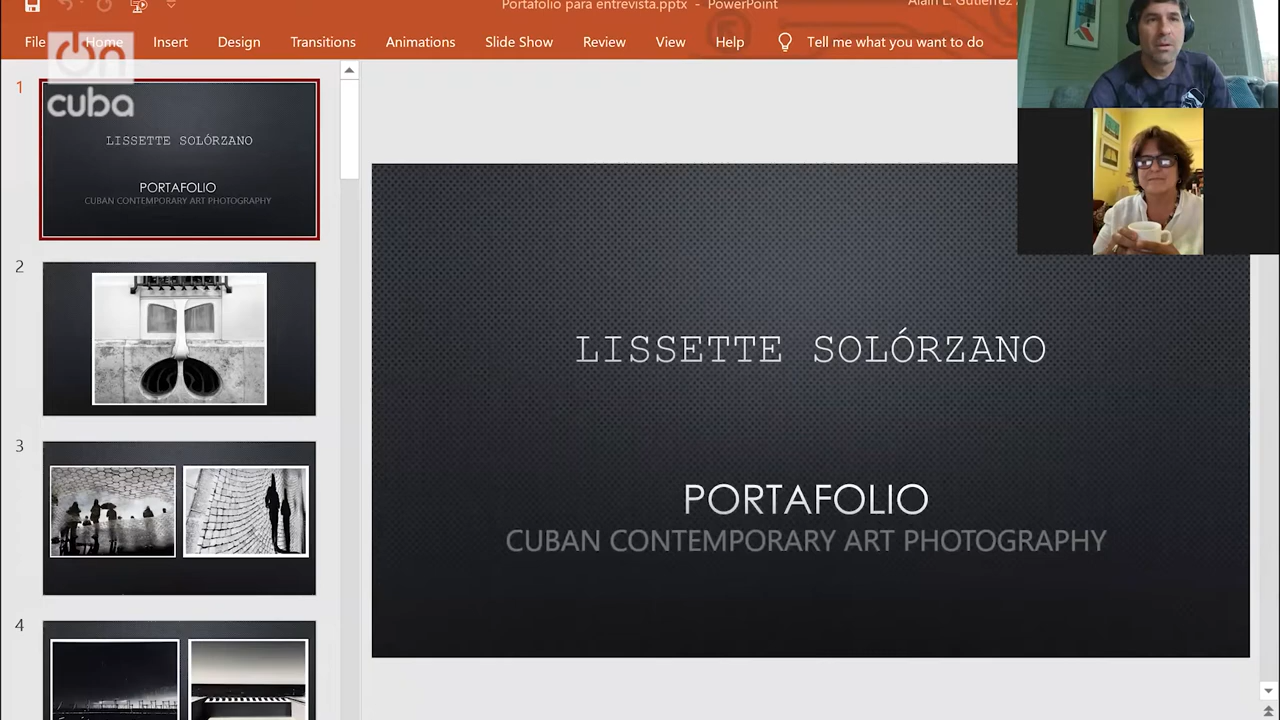 Portafolio para entrevista.pptx - PowerPoint
File Home Insert Design Transitions Animations Slide Show Review View Help Tell me what you want to do
on
cuba
1
LISSETTE SOLÓRZANO
PORTAFOLIO
CUBAN CONTEMPORARY ART PHOTOGRAPHY
2
3
4
LISSETTE SOLÓRZANO
PORTAFOLIO
CUBAN CONTEMPORARY ART PHOTOGRAPHY